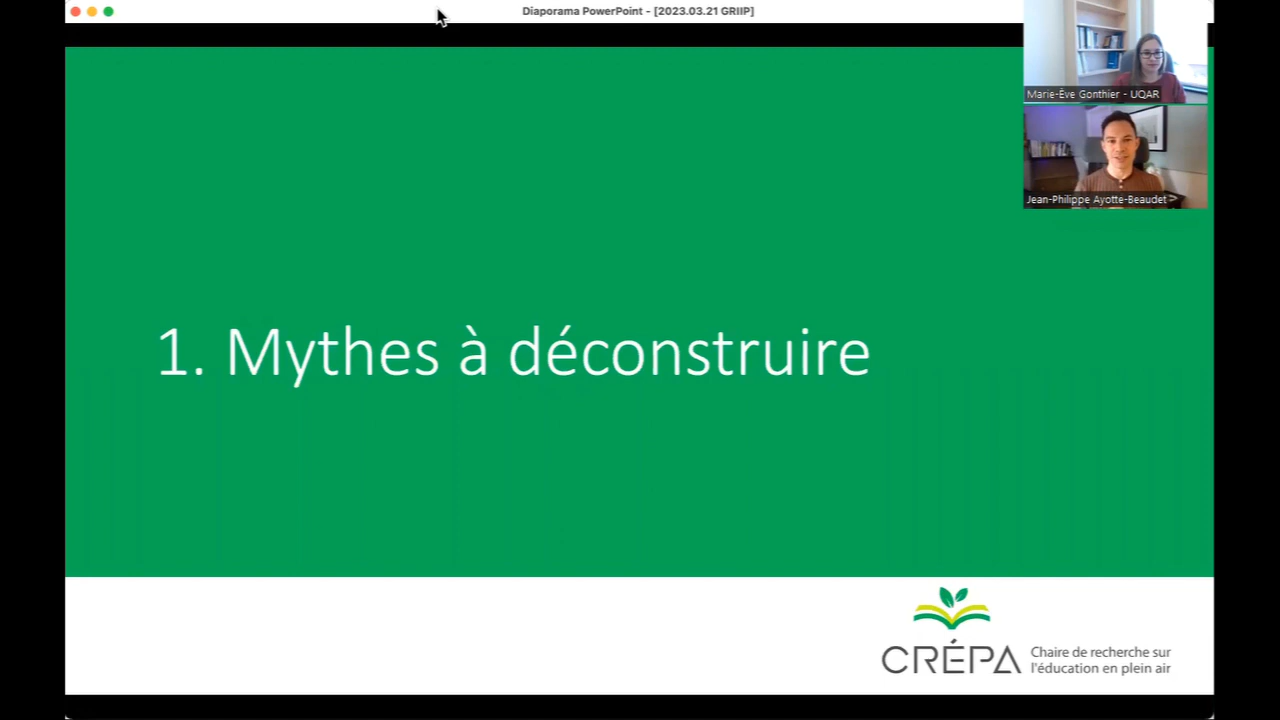 Diaporama PowerPoint - [2023.03.21 GRIIP]
Marie-Ève Gonthier - UQAR
Jean-Philippe Ayotte-Beaudet
1. Mythes à déconstruire
CRÉPA
Chaire de recherche sur
l'éducation en plein air